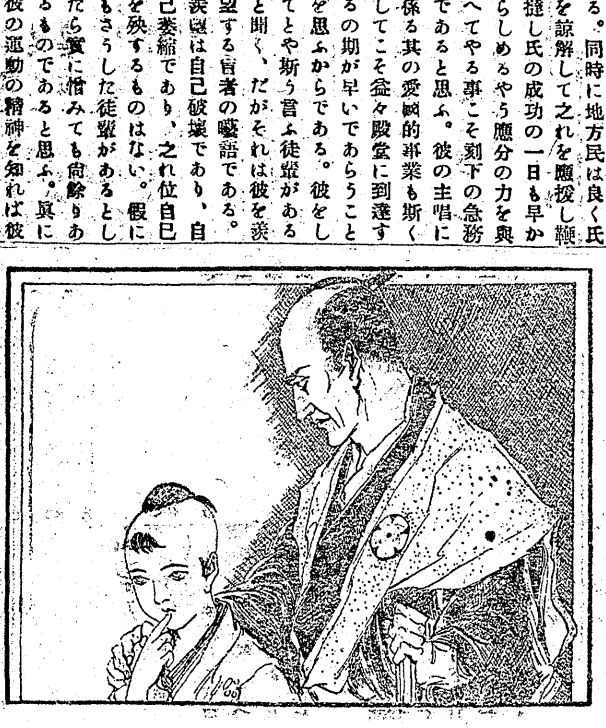 る。同時に地方民は良く氏
を諒解して之れを應援し鞭
撻し氏の成功の一日も早か
らしめるやう應分の力を與
へてやる事こそ刻下の急務
であると思ふ。彼の主唱に
係る其の愛國的事業も斯く
してこそ益々殿堂に到達す
るの期が早いであらうこと
を思ふからである。彼をし
てとや斯う言ふ徒輩がある
と聞く、だがそれは彼を羨
望する盲者の囈語である。
羨望は自己破壞であり、自
己萎縮であり、之れ位自己
を殃するものはない。假に
もさうした徒輩があるとし
たら實に憎みても尚餘りあ
るものであると思ふ。眞に
彼の運動の精神を知れば彼